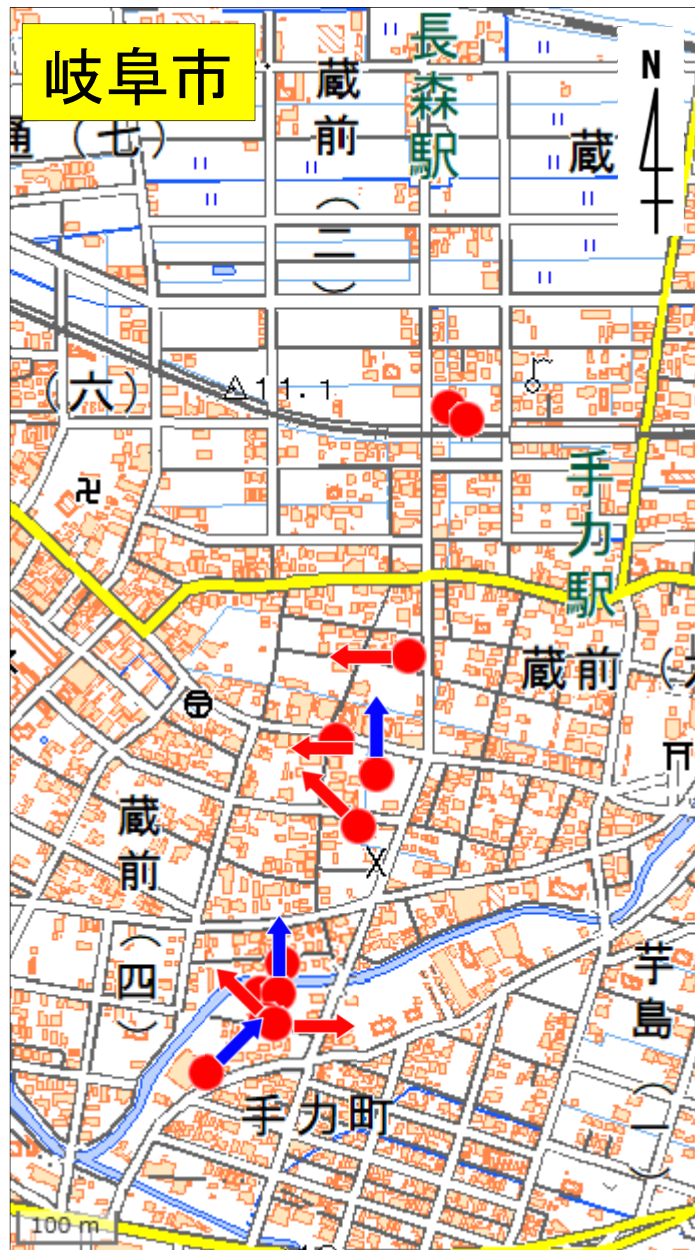 岐阜市
長森駅
N
蔵前(二)
蔵
通(七)
11.1
(六)
手力駅
蔵前(
蔵前(四)
X
芋島(一)
手力町
100 m